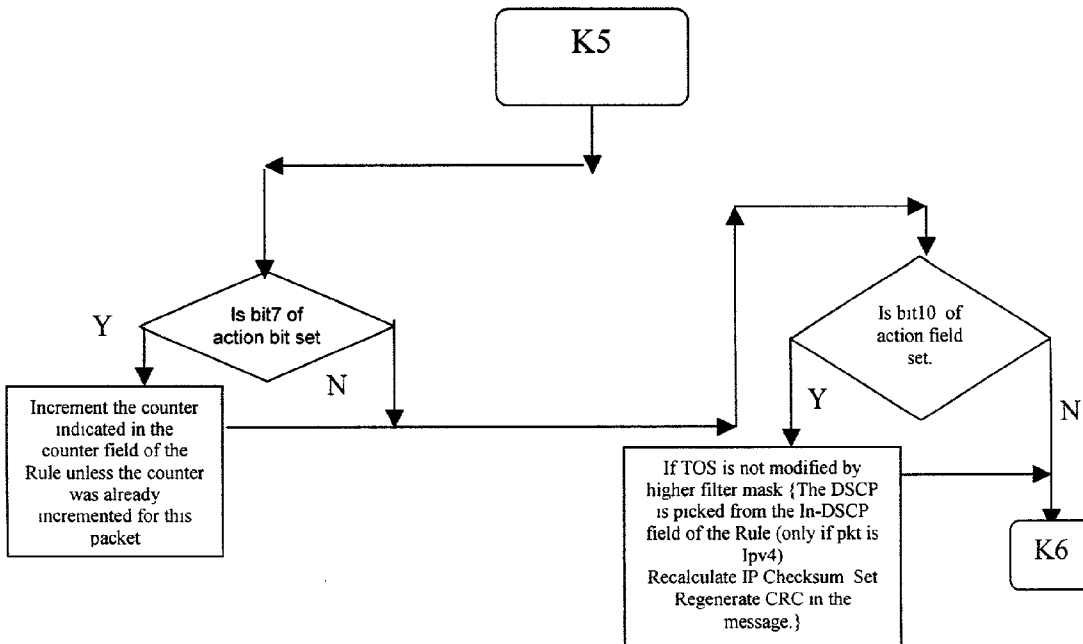 K5
Is bit7 of
action bit set
Y
N
Increment the counter
indicated in the
counter field of the
Rule unless the counter
was already
incremented for this
packet
Is bit10 of
action field
set.
Y
N
If TOS is not modified by
higher filter mask {The DSCP
is picked from the In-DSCP
field of the Rule (only if pkt is
Ipv4)
Recalculate IP Checksum Set
Regenerate CRC in the
message.}
K6